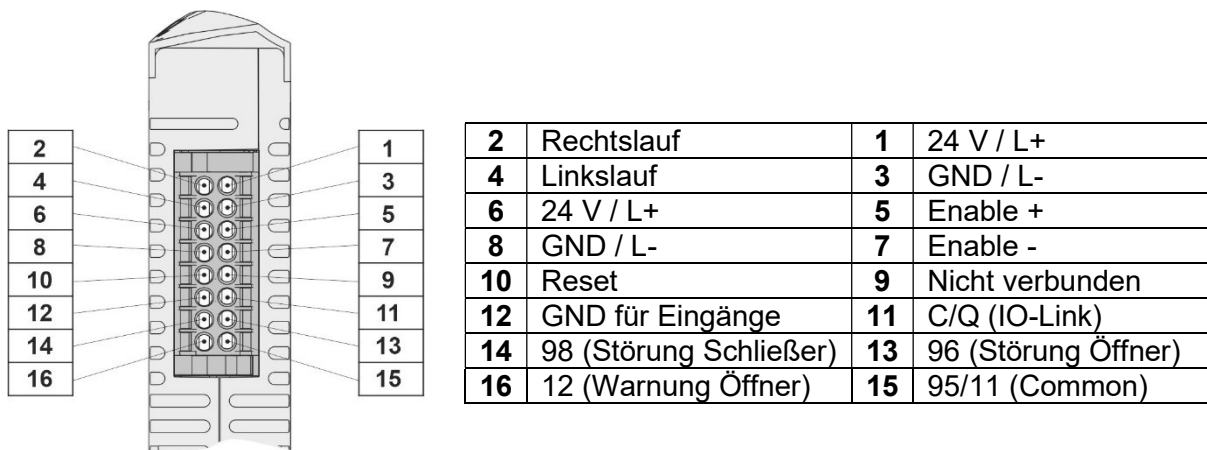 2 1
4 3
6 5
8 7
10 9
12 11
14 13
16 15
2 Rechtslauf 1 24 V / L+
4 Linkslauf 3 GND / L-
6 24 V / L+ 5 Enable +
8 GND / L- 7 Enable -
10 Reset 9 Nicht verbunden
12 GND für Eingänge 11 C/Q (IO-Link)
14 98 (Störung Schließer) 13 96 (Störung Öffner)
16 12 (Warnung Öffner) 15 95/11 (Common)